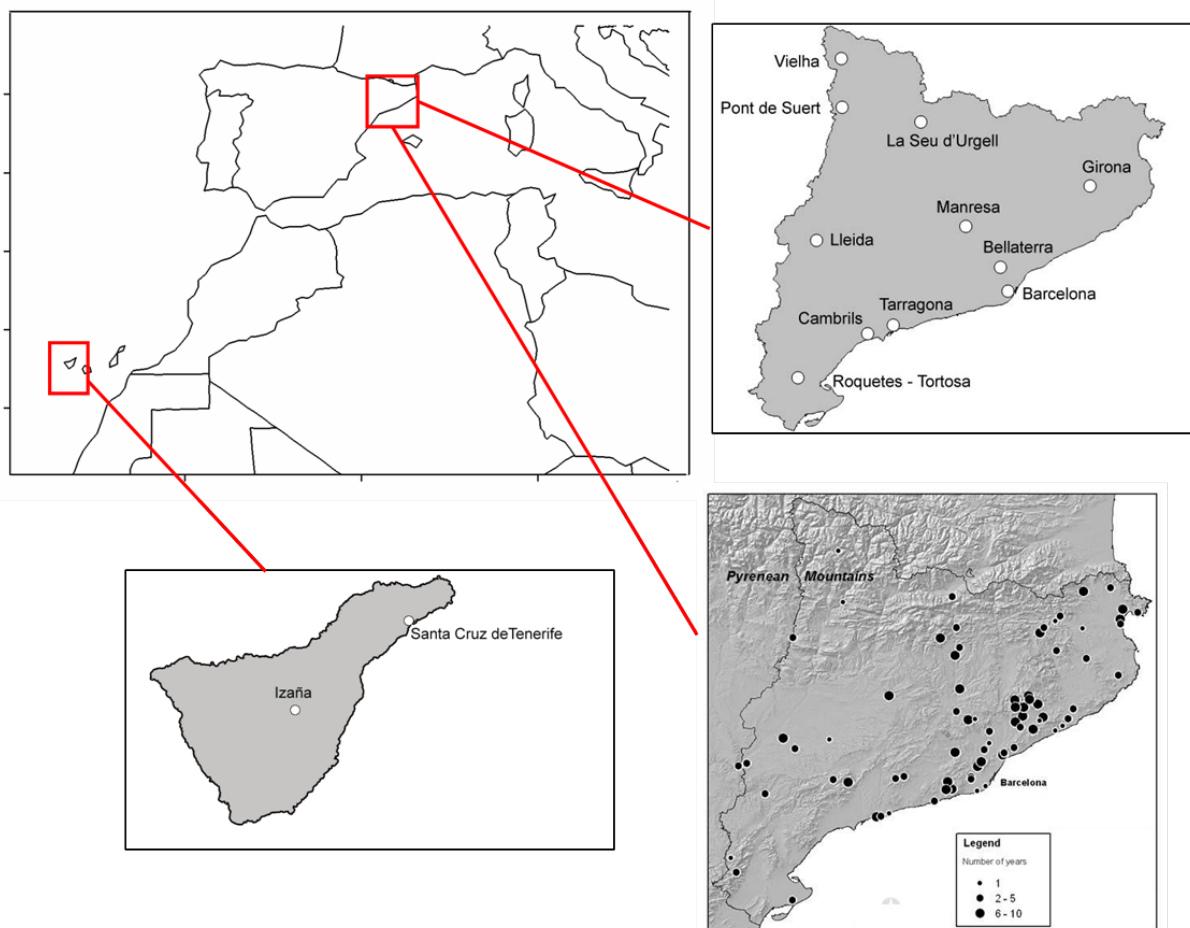 Vielha
Pont de Suert
La Seu d'Urgell
Girona
Manresa
Lleida
Bellaterra
Barcelona
Tarragona
Cambrils
Roquetes - Tortosa
Santa Cruz deTenerife
Izaña
Pyrenean Mountains
Barcelona
Legend
Number of years
1
2 - 5
6 - 10